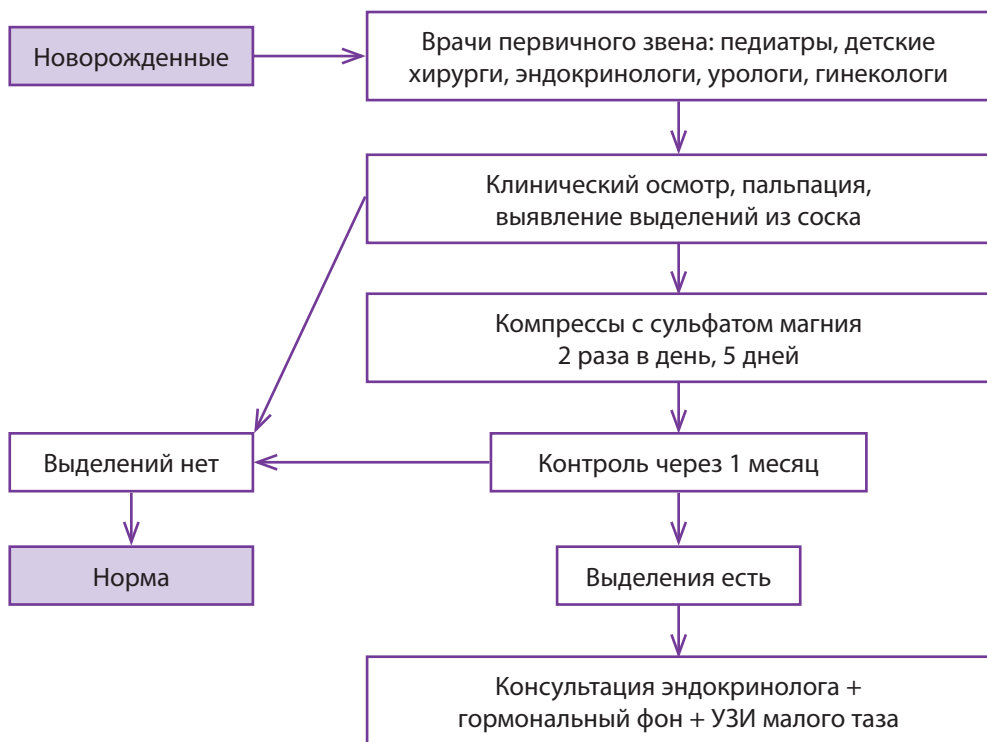 Новорожденные
Врачи первичного звена: педиатры, детские
хирурги, эндокринологи, урологи, гинекологи
Клинический осмотр, пальпация,
выявление выделений из соска
Компрессы с сульфатом магния
2 раза в день, 5 дней
Выделений нет
Контроль через 1 месяц
Норма
Выделения есть
Консультация эндокринолога +
гормональный фон + УЗИ малого таза